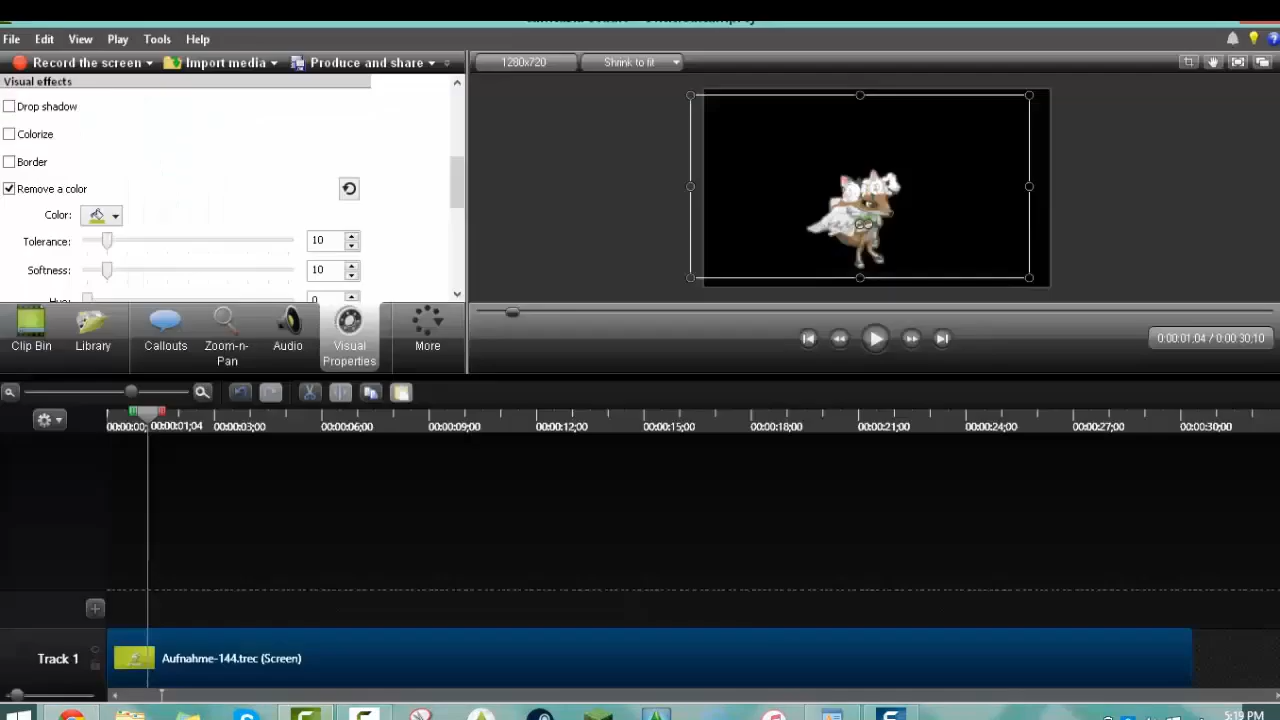 File Edit View Play Tools Help
Record the screen Import media Produce and share
1280x720 Shrink to fit
Visual effects
Drop shadow
Colorize
Border
Remove a color
Color:
Tolerance: 10
Softness: 10
0
Clip Bin Library Callouts Zoom-n-Pan Audio Visual Properties More
0:00:01;04 / 0:00:30;10
00:00:00; 00:00:01;04 00:00:03;00 00:00:06;00 00:00:09;00 00:00:12;00 00:00:15;00 00:00:18;00 00:00:21;00 00:00:24;00 00:00:27;00 00:00:30;00
Track 1 Aufnahme-144.trec (Screen)
5:19 PM